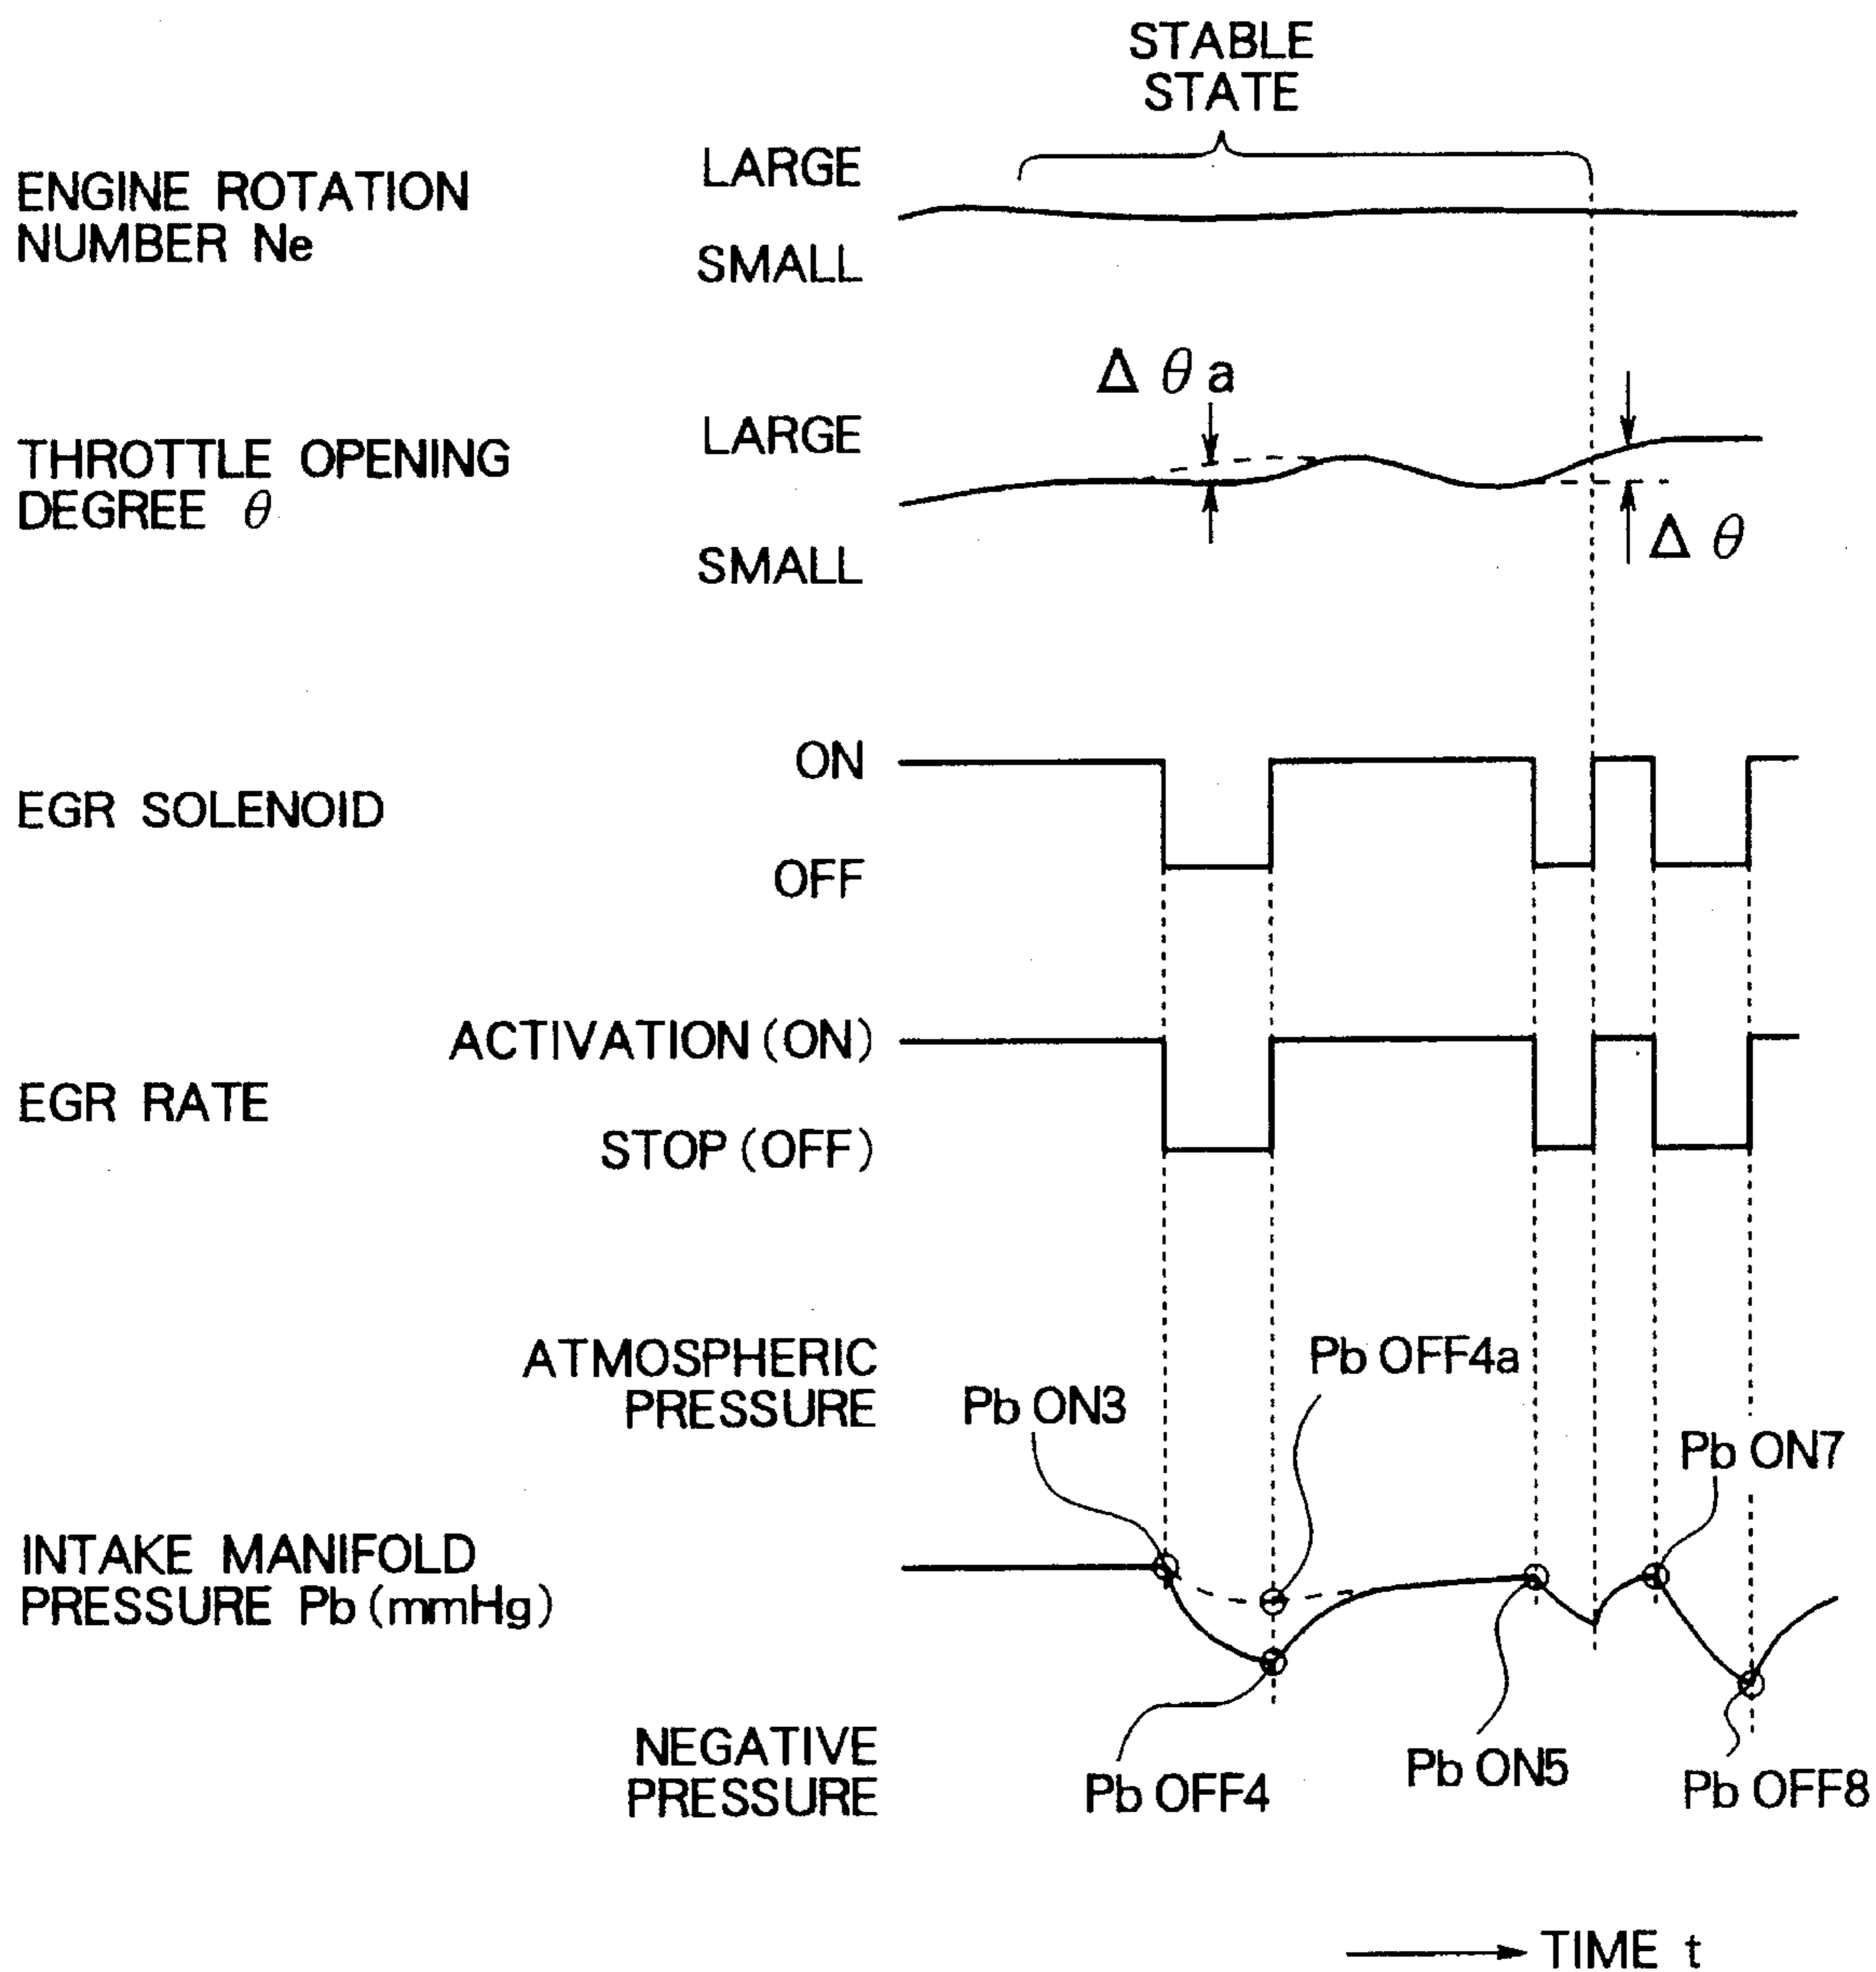 STABLE
STATE
ENGINE ROTATION
NUMBER Ne
LARGE
SMALL
Δθa
THROTTLE OPENING
DEGREE θ
LARGE
SMALL
Δθ
EGR SOLENOID
ON
OFF
EGR RATE
ACTIVATION (ON)
STOP (OFF)
ATMOSPHERIC
PRESSURE
Pb ON3
Pb OFF4a
Pb ON7
INTAKE MANIFOLD
PRESSURE Pb (mmHg)
NEGATIVE
PRESSURE
Pb OFF4
Pb ON5
Pb OFF8
TIME t